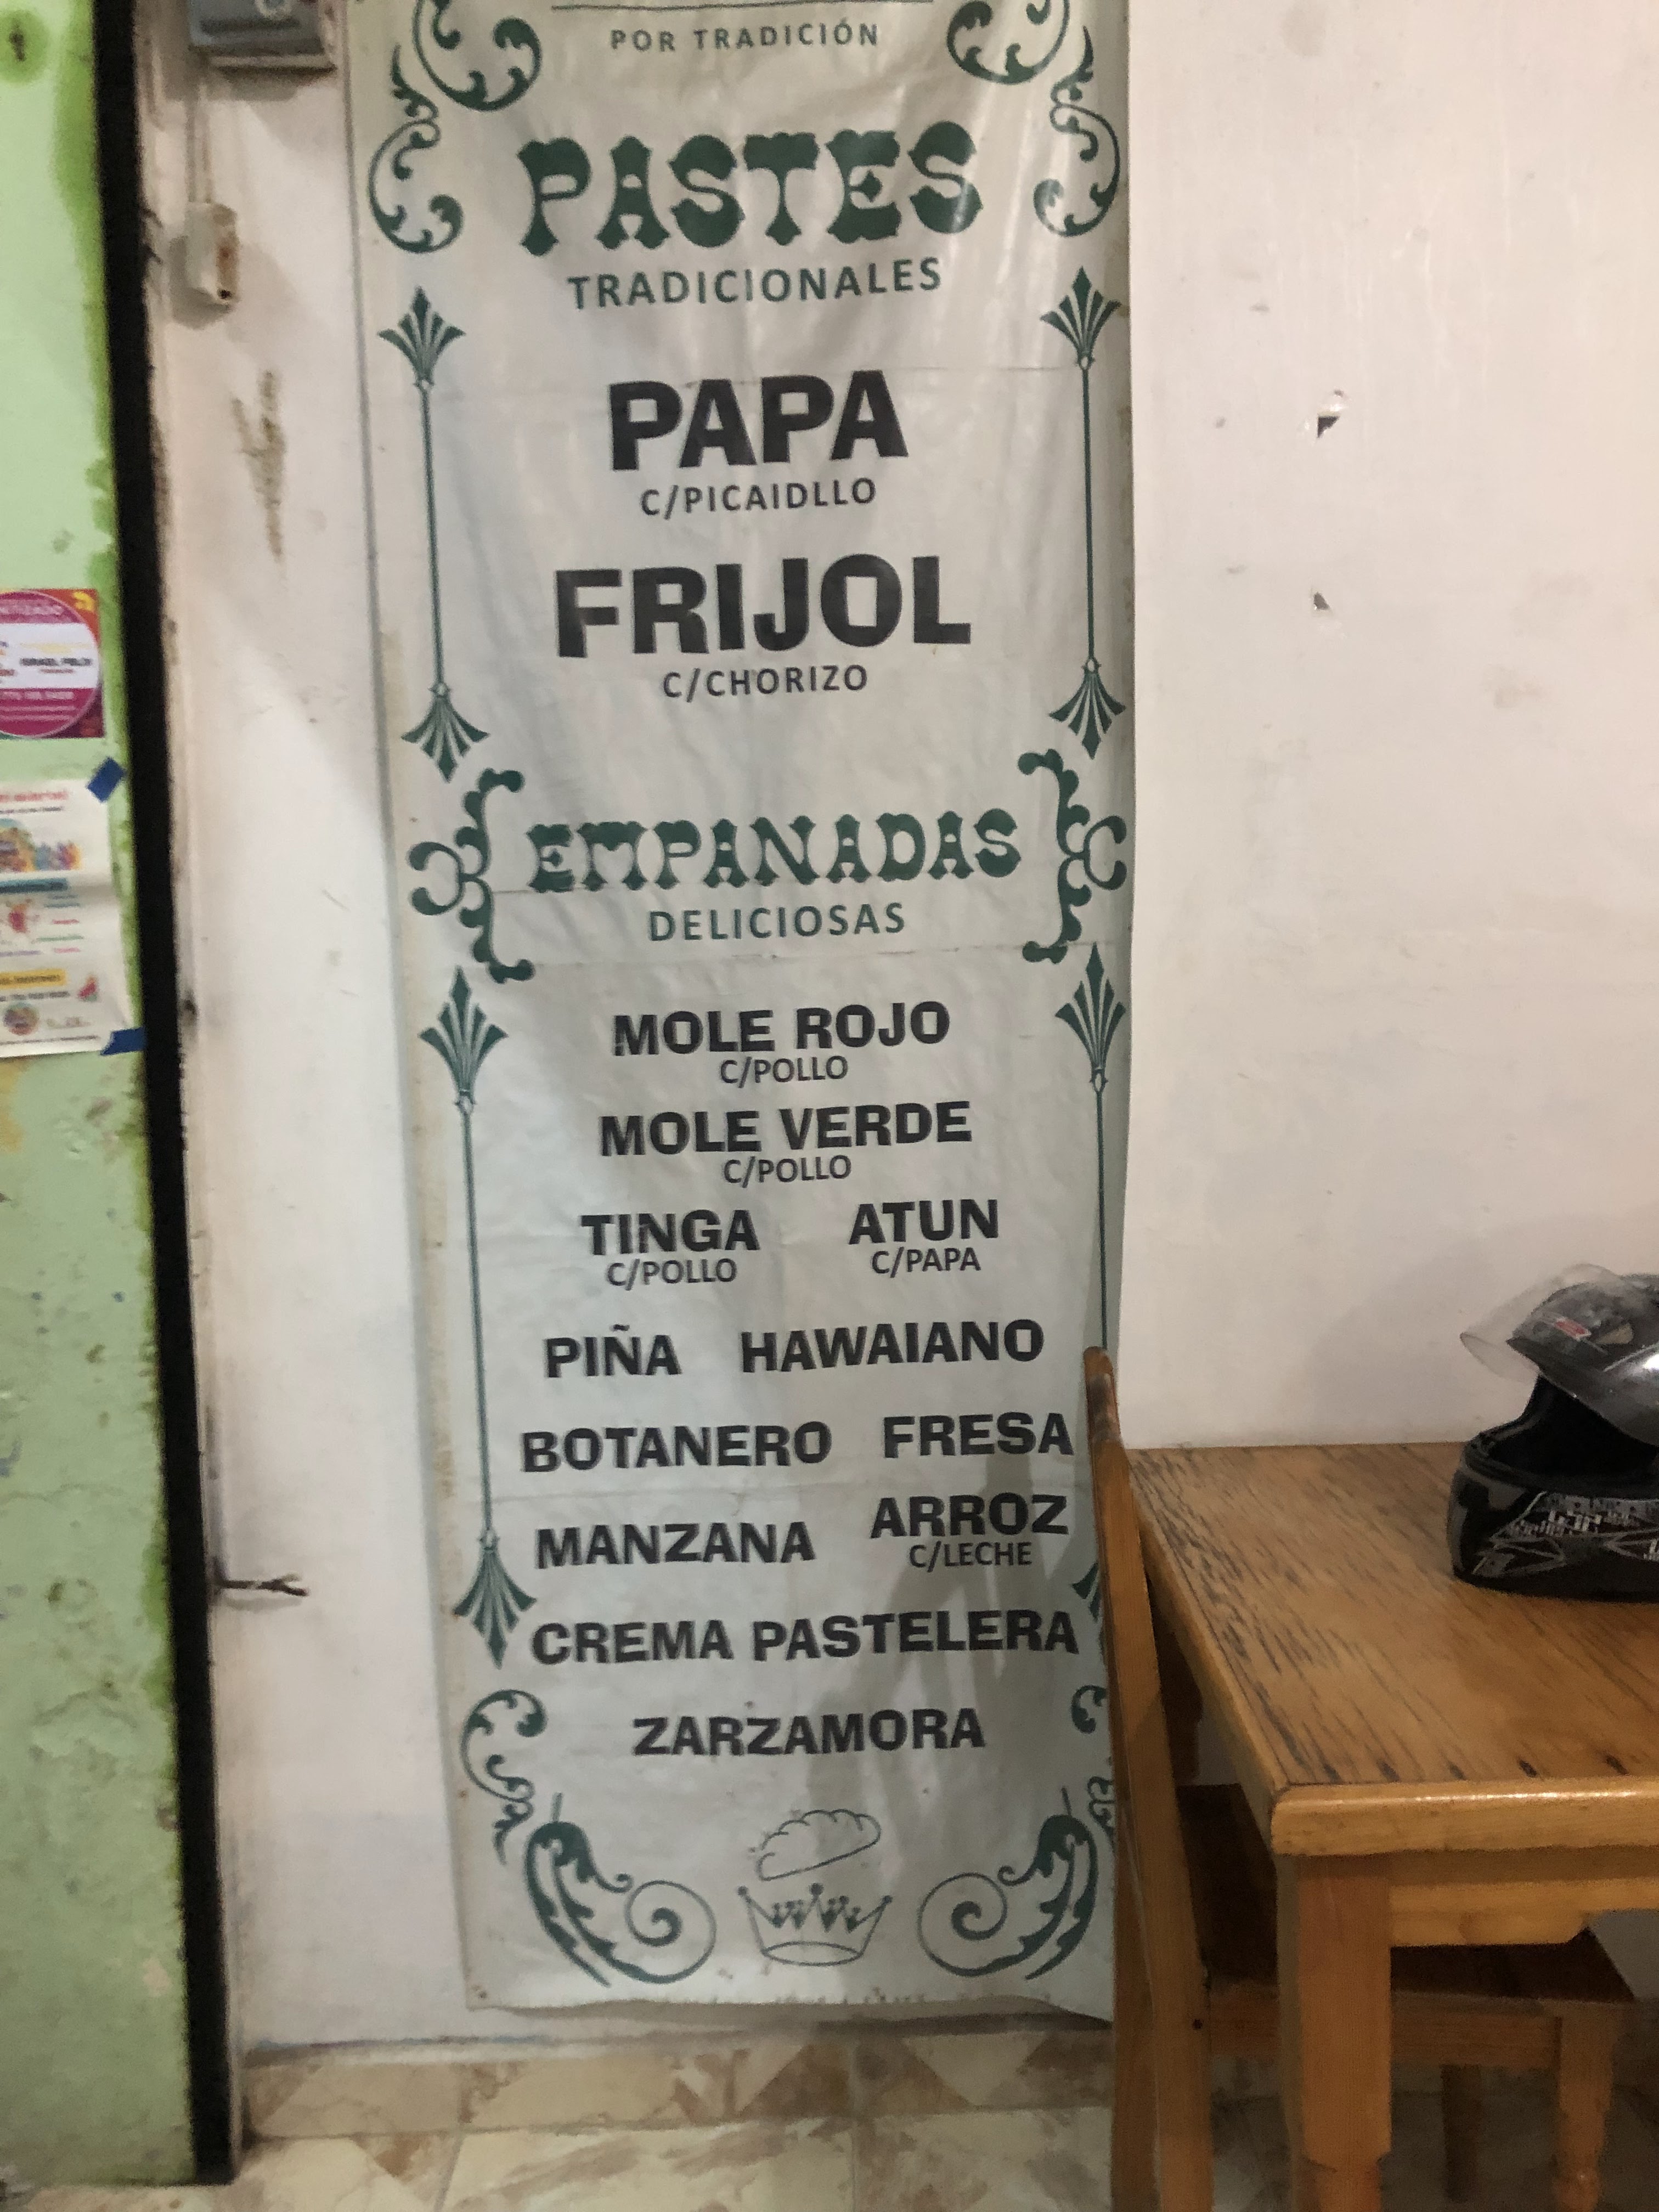 POR TRADICIÓN
PASTES
TRADICIONALES
PAPA
C/PICAIDLLO
FRIJOL
C/CHORIZO
EMPANADAS
DELICIOSAS
MOLE ROJO
C/POLLO
MOLE VERDE
C/POLLO
TINGA ATUN
C/POLLO C/PAPA
PIÑA HAWAIANO
BOTANERO FRESA
MANZANA ARROZ
C/LECHE
CREMA PASTELERA
ZARZAMORA